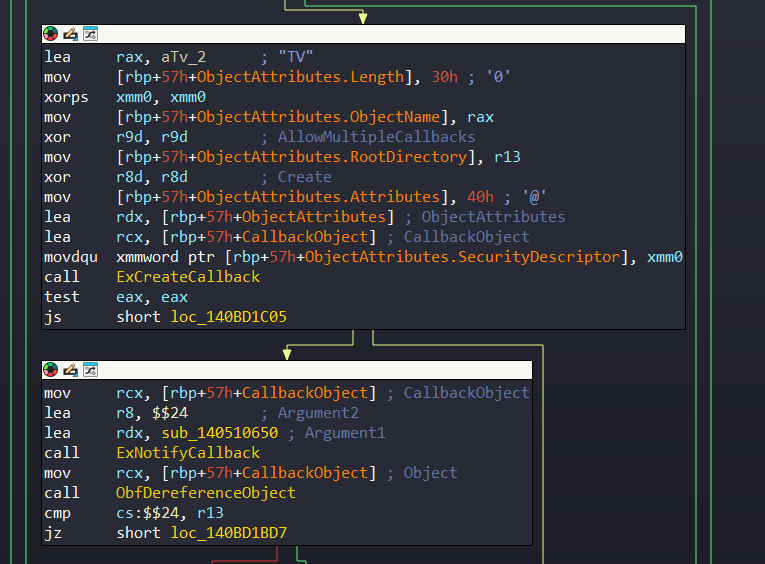 lea rax, aTv_2 ; "TV"
mov [rbp+57h+ObjectAttributes.Length], 30h ; '0'
xorps xmm0, xmm0
mov [rbp+57h+ObjectAttributes.ObjectName], rax
xor r9d, r9d ; AllowMultipleCallbacks
mov [rbp+57h+ObjectAttributes.RootDirectory], r13
xor r8d, r8d ; Create
mov [rbp+57h+ObjectAttributes.Attributes], 40h ; '@'
lea rdx, [rbp+57h+ObjectAttributes] ; ObjectAttributes
lea rcx, [rbp+57h+CallbackObject] ; CallbackObject
movdqu xmmword ptr [rbp+57h+ObjectAttributes.SecurityDescriptor], xmm0
call ExCreateCallback
test eax, eax
js short loc_140BD1C05
mov rcx, [rbp+57h+CallbackObject] ; CallbackObject
lea r8, $$24 ; Argument2
lea rdx, sub_140510650 ; Argument1
call ExNotifyCallback
mov rcx, [rbp+57h+CallbackObject] ; Object
call ObfDereferenceObject
cmp cs:$$24, r13
jz short loc_140BD1BD7